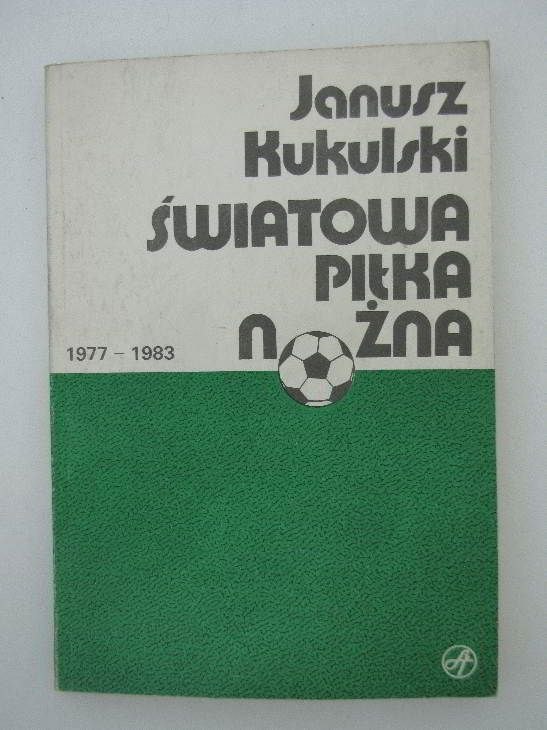 Janusz
Kukulski
ŚWIATOWA
PIŁKA
NOŻNA
1977 - 1983